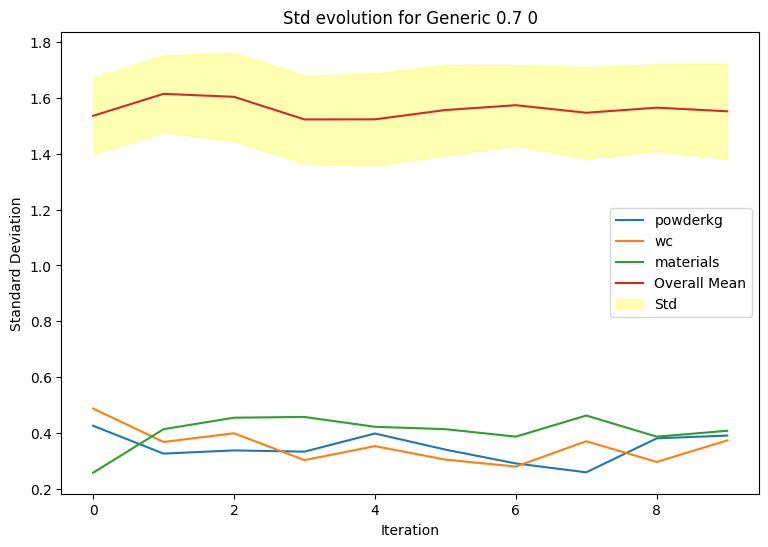 Std evolution for Generic 0.7 0
Standard Deviation
1.8
1.6
1.4
1.2
1.0
0.8
0.6
0.4
0.2
powderkg
wc
materials
Overall Mean
Std
0 2 4 6 8
Iteration